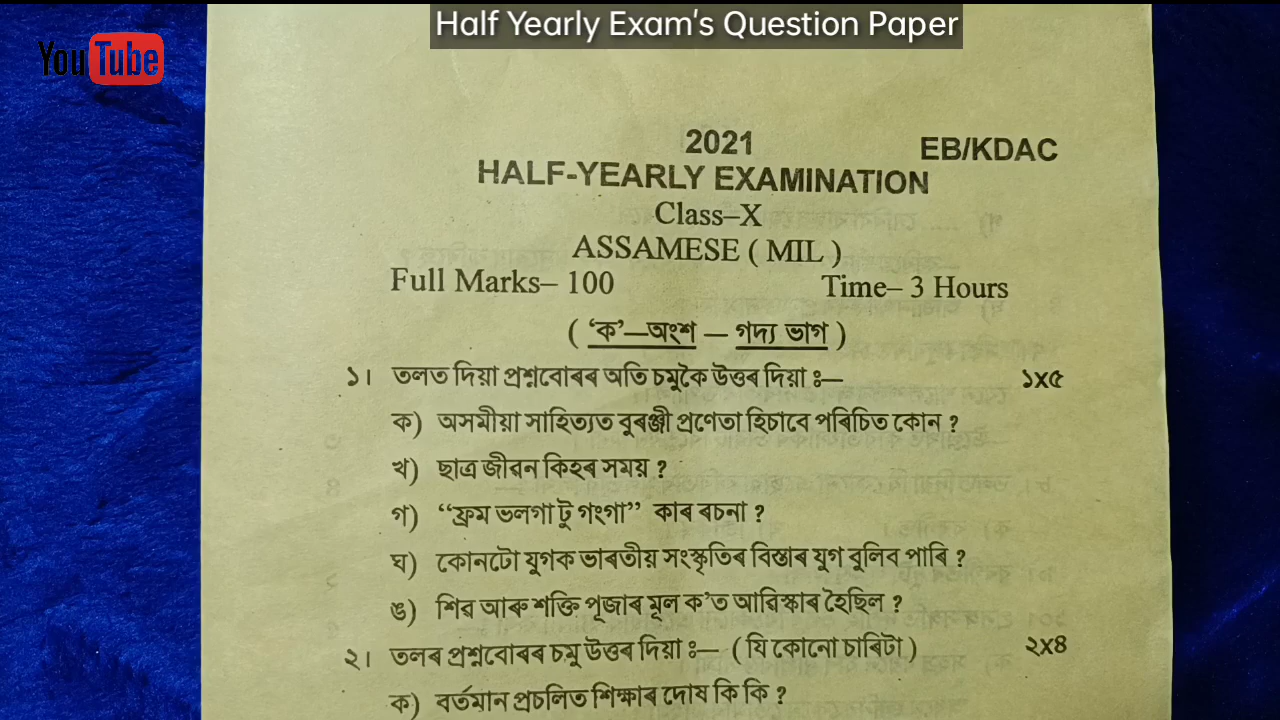 Half Yearly Exam's Question Paper
YouTube
2021 EB/KDAC
HALF-YEARLY EXAMINATION
Class–X
ASSAMESE ( MIL )
Full Marks– 100 Time– 3 Hours
( ‘ক’—অংশ — গদ্য ভাগ )
১। তলত দিয়া প্ৰশ্নবোৰৰ অতি চমুকৈ উত্তৰ দিয়া ঃ— ১x৫
ক) অসমীয়া সাহিত্যত বুৰঞ্জী প্ৰণেতা হিচাবে পৰিচিত কোন ?
খ) ছাত্ৰ জীৱন কিহৰ সময় ?
গ) “ফ্ৰম ভলগা টু গংগা” কাৰ ৰচনা ?
ঘ) কোনটো যুগক ভাৰতীয় সংস্কৃতিৰ বিস্তাৰ যুগ বুলিব পাৰি ?
ঙ) শিৱ আৰু শক্তি পূজাৰ মূল ক’ত আৱিস্কাৰ হৈছিল ?
২। তলৰ প্ৰশ্নবোৰৰ চমু উত্তৰ দিয়া ঃ— ( যি কোনো চাৰিটা ) ২x৪
ক) বৰ্তমান প্ৰচলিত শিক্ষাৰ দোষ কি কি ?